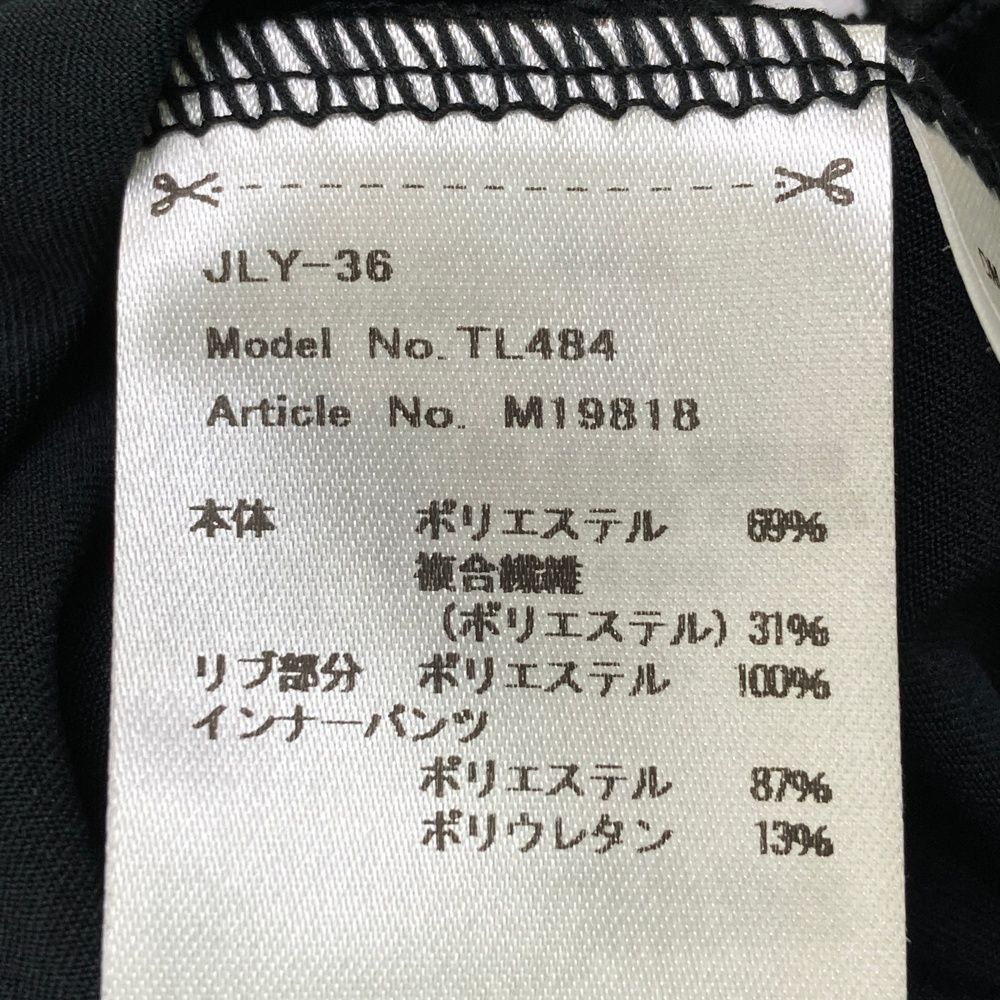 JLY-36
Model No. TL484
Article No. M19818
本体 ポリエステル 69%
複合繊維
(ポリエステル) 31%
リブ部分 ポリエステル 100%
インナーパンツ
ポリエステル 87%
ポリウレタン 13%